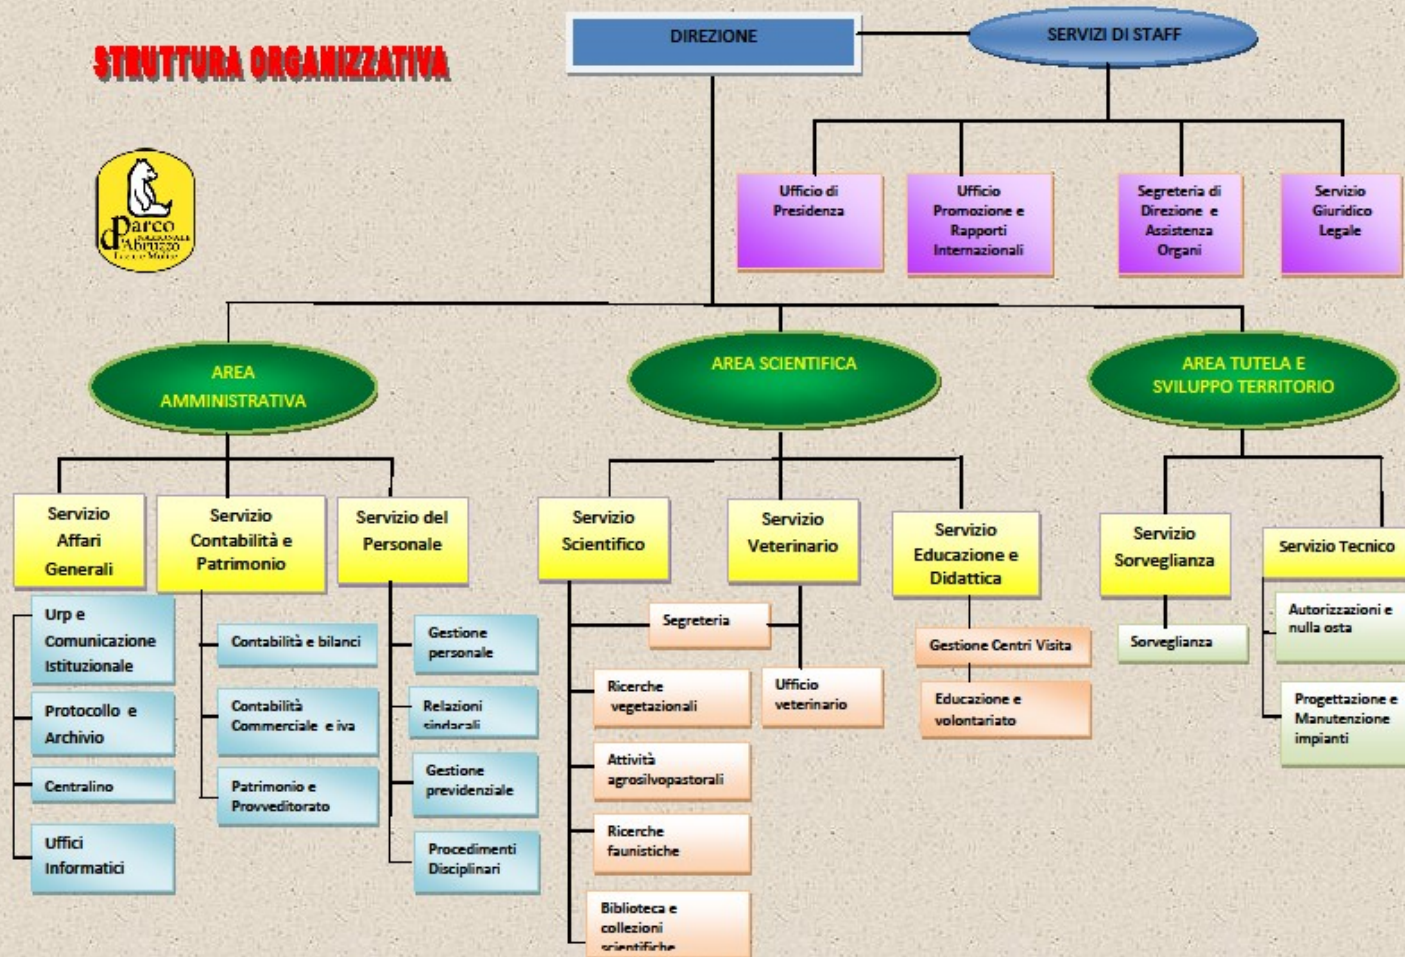 STRUTTURA ORGANIZZATIVA
DIREZIONE
SERVIZI DI STAFF
Parco
NAZIONALE
d'Abruzzo
Lazio e Molise
Ufficio di
Presidenza
Ufficio
Promozione e
Rapporti
Internazionali
Segreteria di
Direzione e
Assistenza
Organi
Servizio
Giuridico
Legale
AREA
AMMINISTRATIVA
AREA SCIENTIFICA
AREA TUTELA E
SVILUPPO TERRITORIO
Servizio
Affari
Generali
Servizio
Contabilità e
Patrimonio
Servizio del
Personale
Servizio
Scientifico
Servizio
Veterinario
Servizio
Educazione e
Didattica
Servizio
Sorveglianza
Servizio Tecnico
Urp e
Comunicazione
Istituzionale
Protocollo e
Archivio
Centralino
Uffici
Informatici
Contabilità e bilanci
Contabilità
Commerciale e iva
Patrimonio e
Provveditorato
Gestione
personale
Relazioni
sindacali
Gestione
previdenziale
Procedimenti
Disciplinari
Segreteria
Ricerche
vegetazionali
Attività
agrosilvopastorali
Ricerche
faunistiche
Biblioteca e
collezioni
scientifiche
Ufficio
veterinario
Gestione Centri Visita
Educazione e
volontariato
Sorveglianza
Autorizzazioni e
nulla osta
Progettazione e
Manutenzione
impianti